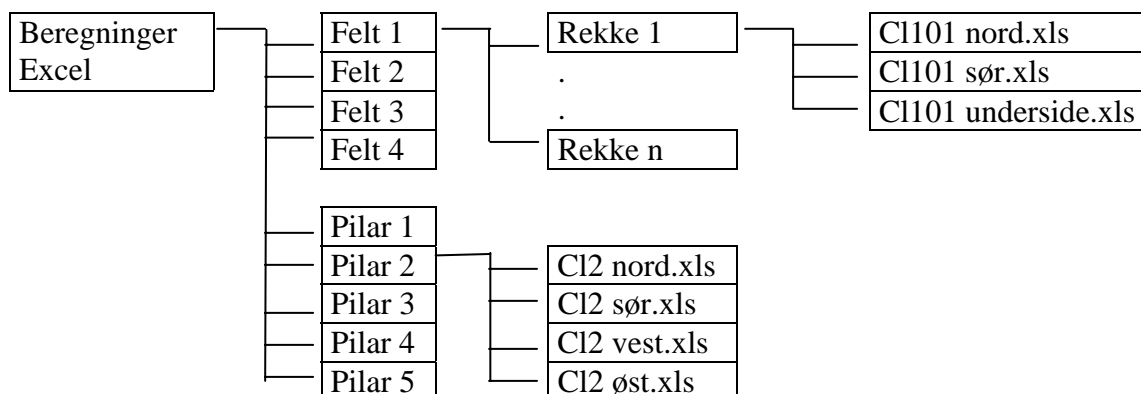 Beregninger
Excel
Felt 1
Felt 2
Felt 3
Felt 4
Rekke 1
.
.
Rekke n
Cl101 nord.xls
Cl101 sør.xls
Cl101 underside.xls
Pilar 1
Pilar 2
Pilar 3
Pilar 4
Pilar 5
Cl2 nord.xls
Cl2 sør.xls
Cl2 vest.xls
Cl2 øst.xls